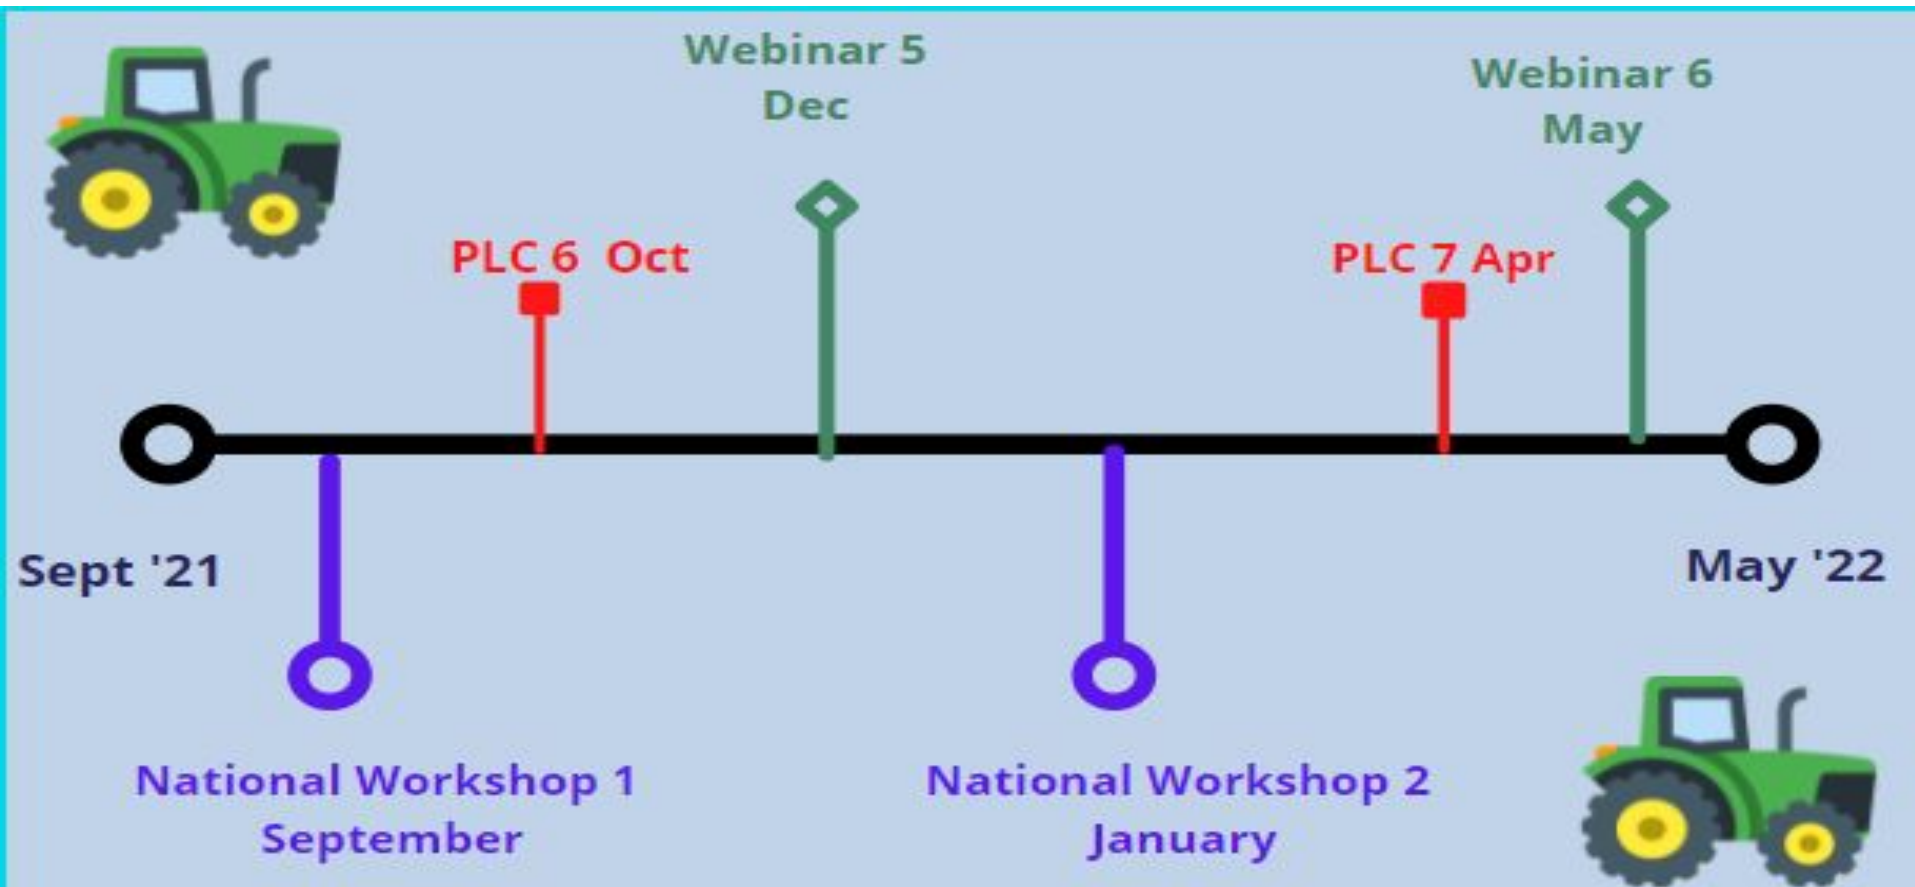 Webinar 5
Dec
Webinar 6
May
PLC 6 Oct
PLC 7 Apr
Sept '21
May '22
National Workshop 1
September
National Workshop 2
January